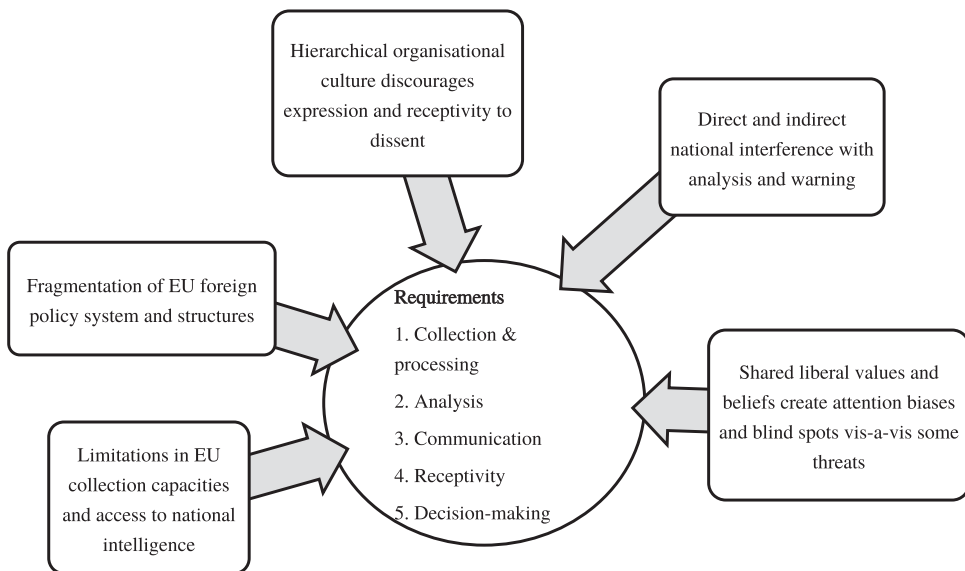 Hierarchical organisational
culture discourages
expression and receptivity to
dissent
Direct and indirect
national interference with
analysis and warning
Fragmentation of EU foreign
policy system and structures
Requirements
1. Collection &
processing
2. Analysis
3. Communication
4. Receptivity
5. Decision-making
Shared liberal values and
beliefs create attention biases
and blind spots vis-a-vis some
threats
Limitations in EU
collection capacities
and access to national
intelligence